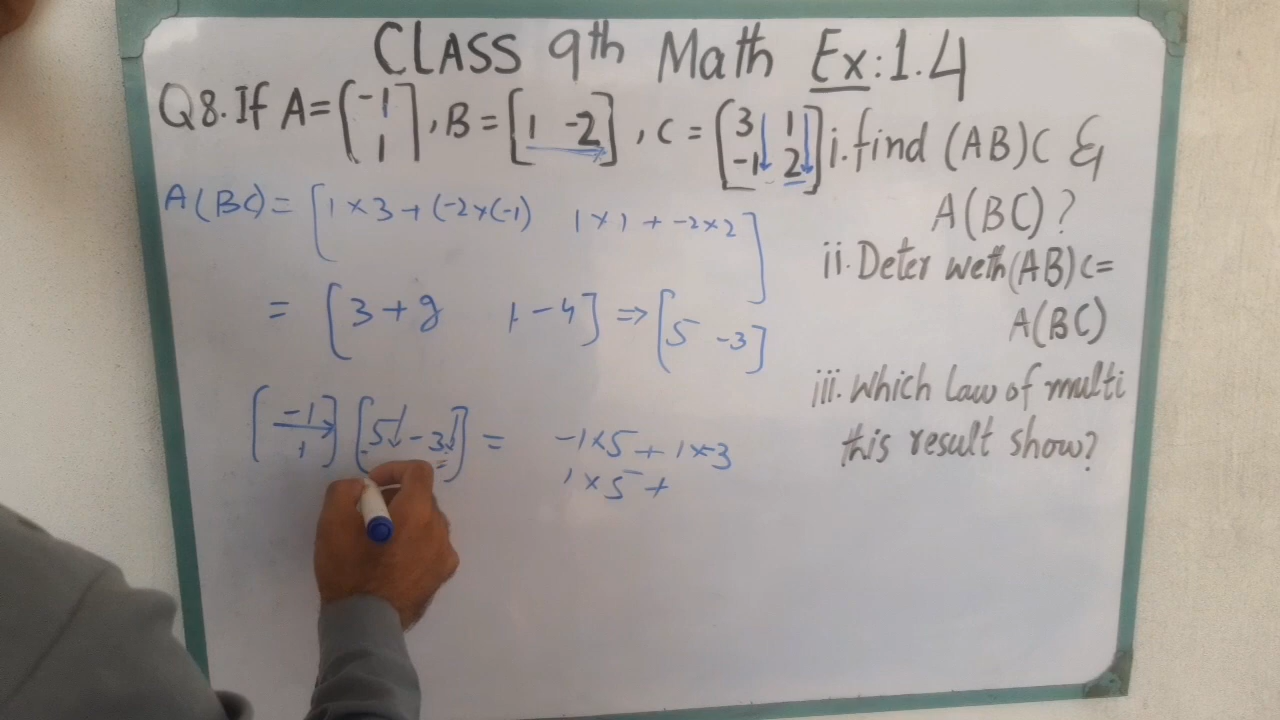 CLASS 9th Math Ex:1.4
Q8. If A= [-1 1], B = [1 -2], C = [3 1 -1 2] i. find (AB)C &
A(BC)?
ii. Deter weth (AB)C=
A(BC)
iii. Which Law of multi
this result show?
A(BC) = [1×3+(-2×(-1) 1×1+-2×2]
= [3+2 1-4] ⇒ [5 -3]
[-1 1] [5 -3] = -1×5+1×3
1×5+